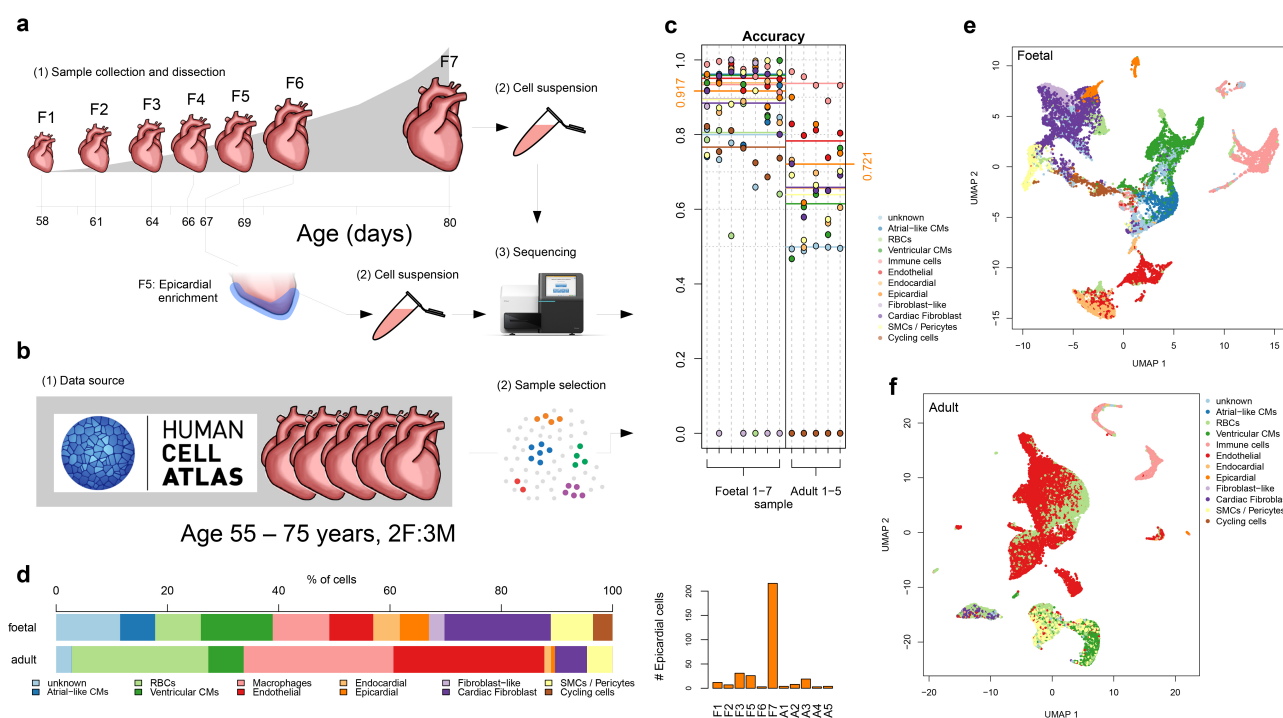 a
(1) Sample collection and dissection
F1
F2
F3
F4
F5
F6
F7
58
61
64
66
67
69
80
Age (days)
(2) Cell suspension
F5: Epicardial
enrichment
(2) Cell suspension
(3) Sequencing
b
(1) Data source
HUMAN
CELL
ATLAS
(2) Sample selection
Age 55 – 75 years, 2F:3M
c
Accuracy
1.0
0.917
0.8
0.6
0.4
0.2
0.0
0.721
Foetal 1−7
Adult 1−5
sample
unknown
Atrial−like CMs
RBCs
Ventricular CMs
Immune cells
Endothelial
Endocardial
Epicardial
Fibroblast−like
Cardiac Fibroblast
SMCs / Pericytes
Cycling cells
d
% of cells
0
20
40
60
80
100
foetal
adult
unknown
Atrial−like CMs
RBCs
Ventricular CMs
Macrophages
Endothelial
Endocardial
Epicardial
Fibroblast−like
Cardiac Fibroblast
SMCs / Pericytes
Cycling cells
# Epicardial cells
0
50
100
150
200
F1
F2
F3
F5
F6
F7
A1
A2
A3
A4
A5
e
Foetal
10
5
0
−5
−10
−15
UMAP 2
−10
−5
0
5
10
15
UMAP 1
f
Adult
20
10
0
−10
−20
UMAP 2
−20
−10
0
10
20
UMAP 1
unknown
Atrial−like CMs
RBCs
Ventricular CMs
Immune cells
Endothelial
Endocardial
Epicardial
Fibroblast−like
Cardiac Fibrobla
SMCs / Pericytes
Cycling cells